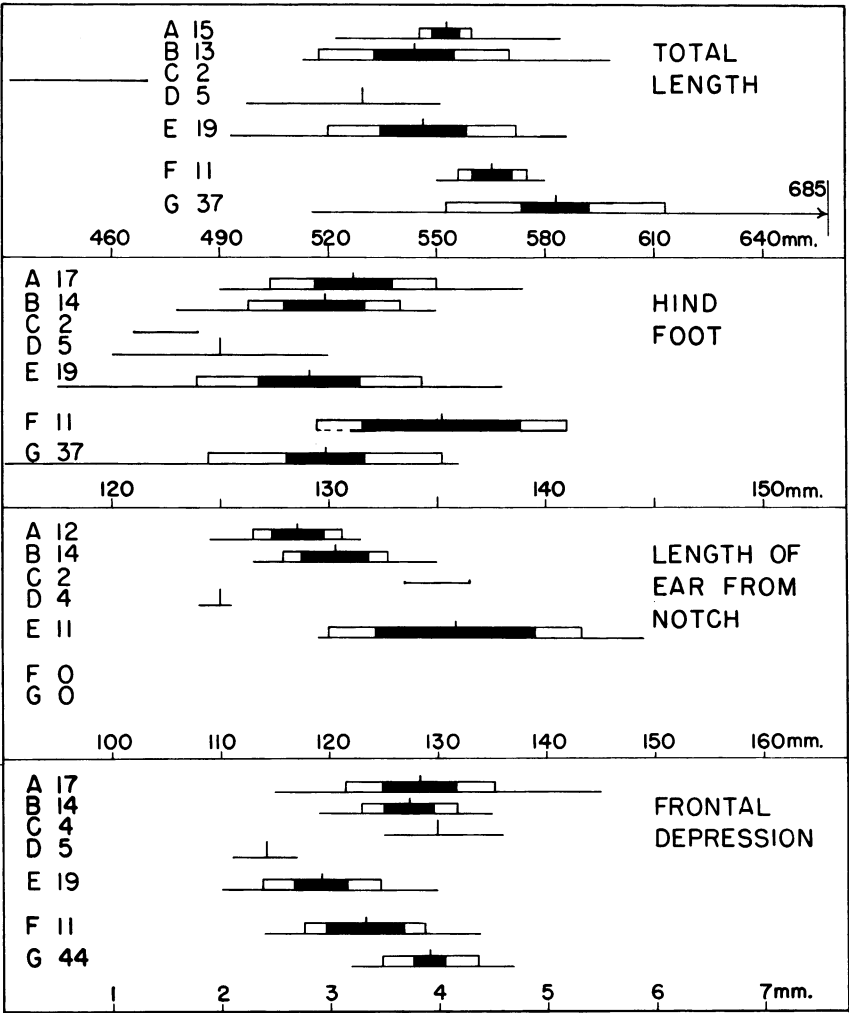 A 15
B 13
C 2
D 5
E 19
F 11
G 37
TOTAL
LENGTH
685
460 490 520 550 580 610 640mm.
A 17
B 14
C 2
D 5
E 19
F 11
G 37
HIND
FOOT
120 130 140 150mm.
A 12
B 14
C 2
D 4
E 11
F 0
G 0
LENGTH OF
EAR FROM
NOTCH
100 110 120 130 140 150 160mm.
A 17
B 14
C 4
D 5
E 19
F 11
G 44
FRONTAL
DEPRESSION
1 2 3 4 5 6 7mm.